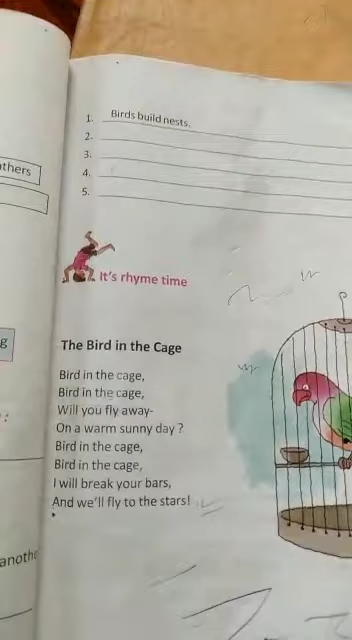 athers
g
:
anothe
1. Birds build nests.
2.
3.
4.
5.
It's rhyme time
The Bird in the Cage
Bird in the cage,
Bird in the cage,
Will you fly away-
On a warm sunny day ?
Bird in the cage,
Bird in the cage,
I will break your bars,
And we'll fly to the stars!